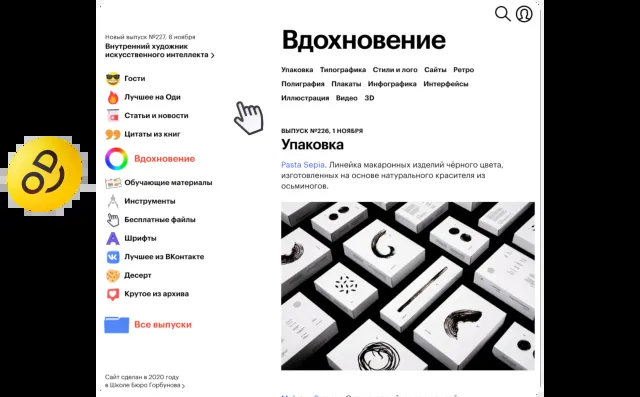 Новый выпуск №227, 8 ноября
Внутренний художник
искусственного интеллекта >
Гости
Лучшее на Оди
Статьи и новости
Цитаты из книг
Вдохновение
Обучающие материалы
Инструменты
Бесплатные файлы
Шрифты
Лучшее из ВКонтакте
Десерт
Крутое из архива
Все выпуски
Сайт сделан в 2020 году
в Школе Бюро Горбунова >
Вдохновение
Упаковка Типографика Стили и лого Сайты Ретро
Полиграфия Плакаты Инфографика Интерфейсы
Иллюстрация Видео 3D
ВЫПУСК №226, 1 НОЯБРЯ
Упаковка
Pasta Sepia. Линейка макаронных изделий чёрного цвета,
изготовленных на основе натурального красителя из
осьминогов.